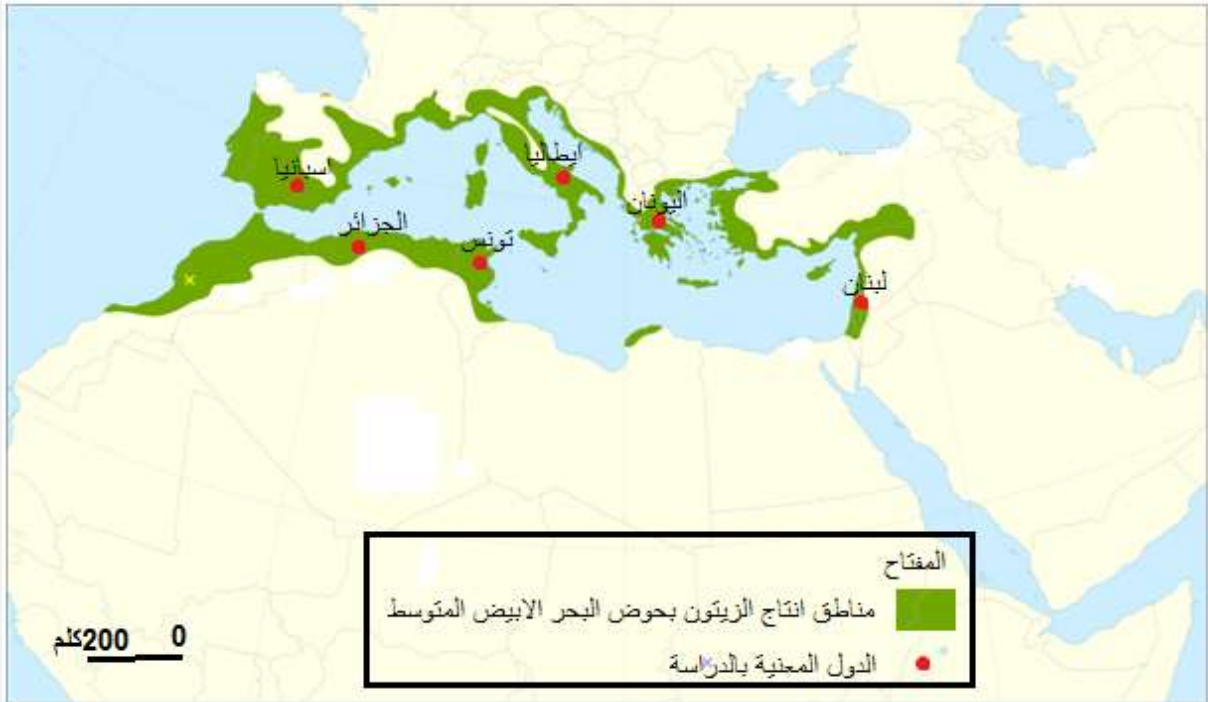 ايطاليا
اسبانيا
اليونان
الجزائر
تونس
لبنان
المفتاح
مناطق انتاج الزيتون بحوض البحر الابيض المتوسط
الدول المعنية بالدراسة
0 200كلم